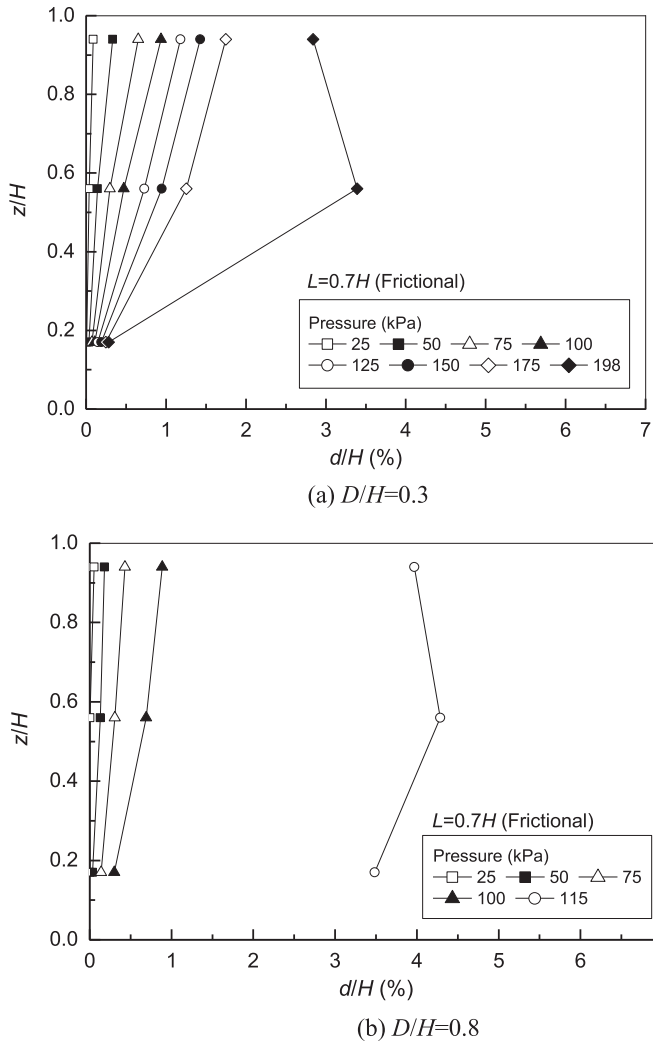 1.0
0.8
0.6
0.4
0.2
0.0
z/H
L=0.7H (Frictional)
Pressure (kPa)
25 50 75 100
125 150 175 198
0 1 2 3 4 5 6 7
d/H (%)
(a) D/H=0.3
1.0
0.8
0.6
0.4
0.2
0.0
z/H
L=0.7H (Frictional)
Pressure (kPa)
25 50 75
100 115
0 1 2 3 4 5 6
d/H (%)
(b) D/H=0.8